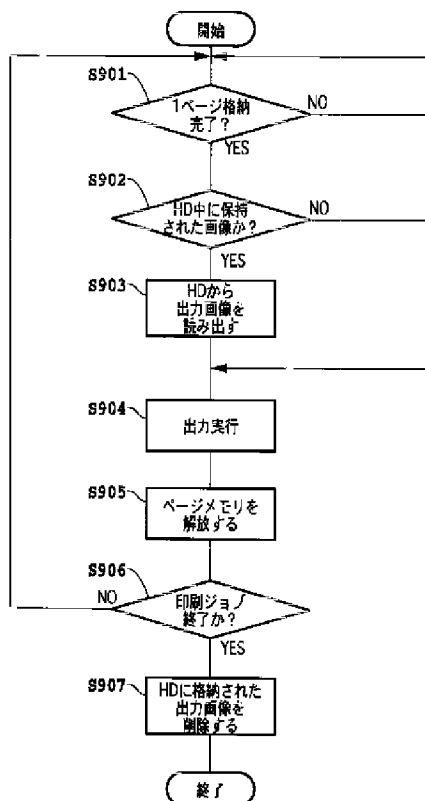 開始
S901
1ページ格納
完了？
NO
YES
S902
HD中に保持
された画像か？
NO
YES
S903
HDから
出力画像を
読み出す
S904
出力実行
S905
ページメモリを
解放する
S906
NO
印刷ジョブ
終了か？
YES
S907
HDに格納された
出力画像を
削除する
終了